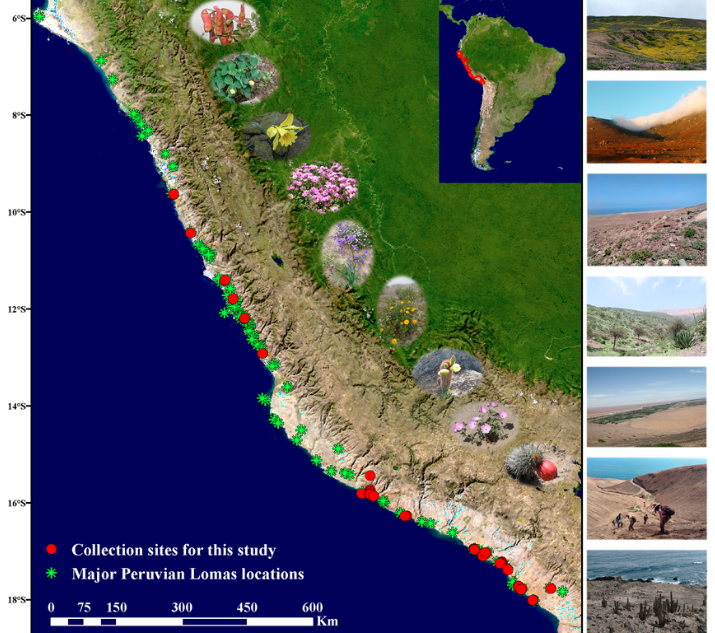 6°S
8°S
10°S
12°S
14°S
16°S
18°S
Collection sites for this study
Major Peruvian Lomas locations
0 75 150 300 450 600
Km